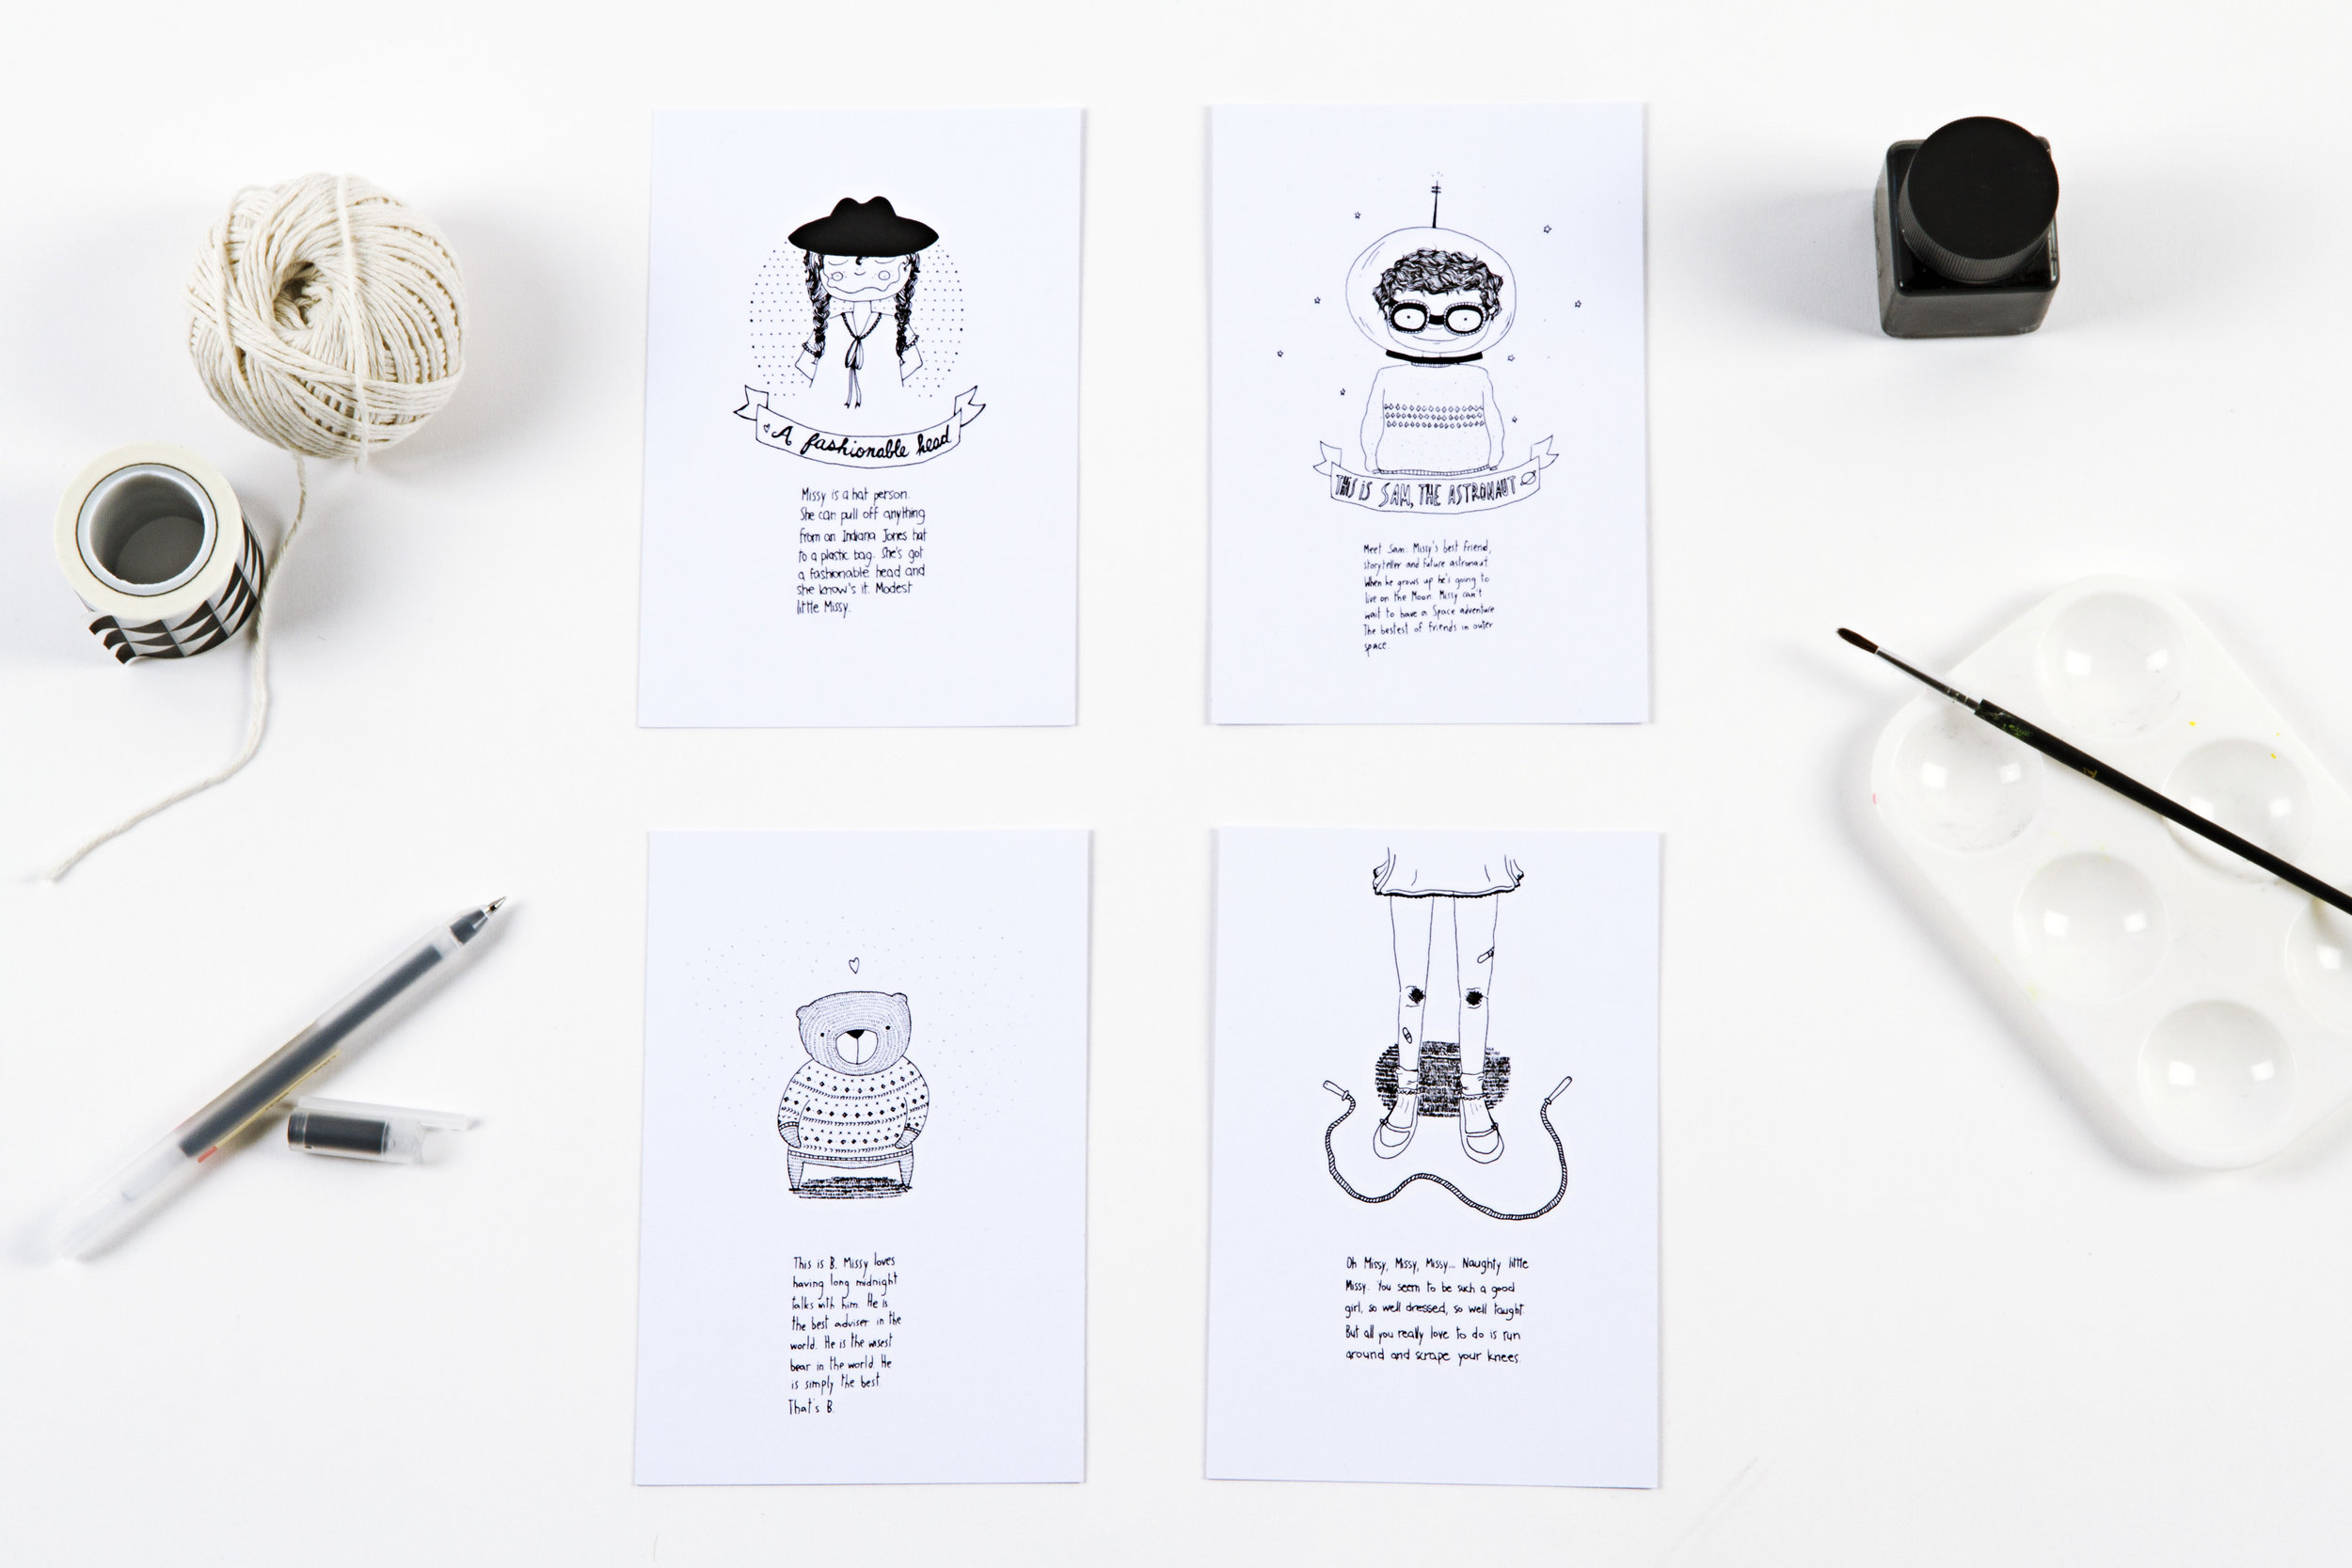 A fashionable head
Missy is a hat person.
She can pull off anything
from an Indiana Jones hat
to a plastic bag. She's got
a fashionable head and
she know's it. Modest
little Missy.
THIS IS SAM, THE ASTRONAUT
Meet Sam: Missy's best friend,
storyteller and future astronaut
When he grows up he's going to
live on the Moon. Missy can't
wait to have a Space adventure
The bestest of friends in outer
space.
This is B. Missy loves
having long midnight
talks with him. He is
the best adviser in the
world. He is the wisest
bear in the world. He
is simply the best
That's B.
Oh Missy, Missy, Missy... Naughty little
Missy. You seem to be such a good
girl, so well dressed, so well taught.
But all you really love to do is run
around and scrape your knees.